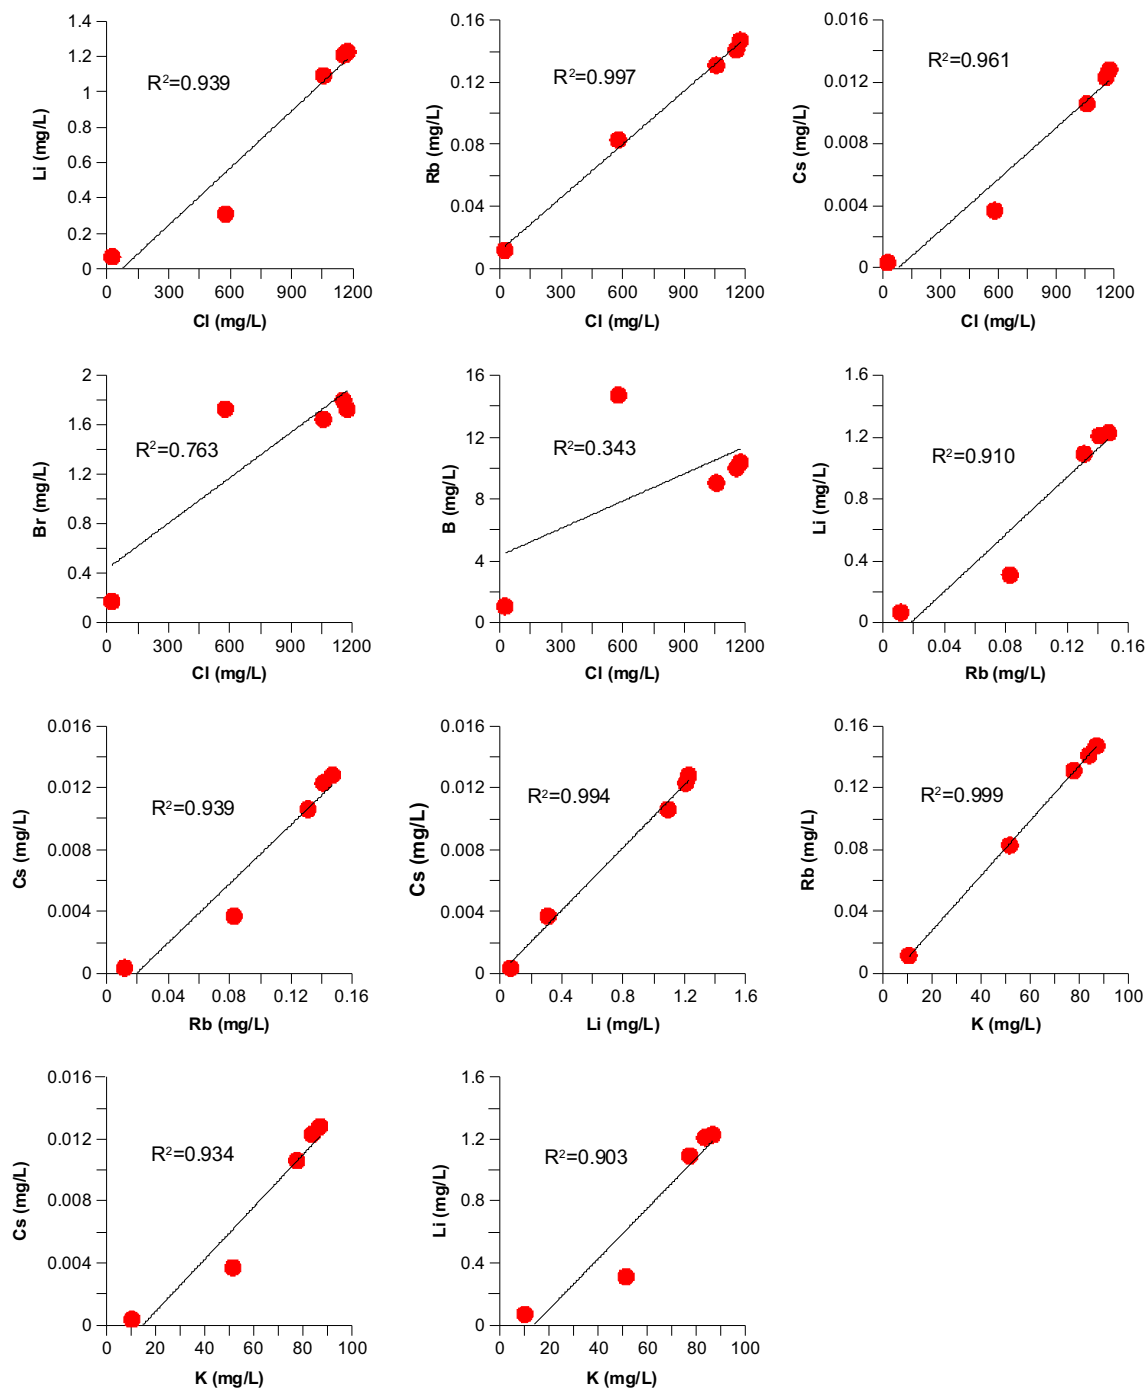 1.4
1.2
1
0.8
0.6
0.4
0.2
0
Li (mg/L)
R²=0.939
0 300 600 900 1200
Cl (mg/L)
0.16
0.12
0.08
0.04
0
Rb (mg/L)
R²=0.997
0 300 600 900 1200
Cl (mg/L)
0.016
0.012
0.008
0.004
0
Cs (mg/L)
R²=0.961
0 300 600 900 1200
Cl (mg/L)
2
1.6
1.2
0.8
0.4
0
Br (mg/L)
R²=0.763
0 300 600 900 1200
Cl (mg/L)
16
12
8
4
0
B (mg/L)
R²=0.343
0 300 600 900 1200
Cl (mg/L)
1.6
1.2
0.8
0.4
0
Li (mg/L)
R²=0.910
0 0.04 0.08 0.12 0.16
Rb (mg/L)
0.016
0.012
0.008
0.004
0
Cs (mg/L)
R²=0.939
0 0.04 0.08 0.12 0.16
Rb (mg/L)
0.016
0.012
0.008
0.004
0
Cs (mg/L)
R²=0.994
0 0.4 0.8 1.2 1.6
Li (mg/L)
0.16
0.12
0.08
0.04
0
Rb (mg/L)
R²=0.999
0 20 40 60 80 100
K (mg/L)
0.016
0.012
0.008
0.004
0
Cs (mg/L)
R²=0.934
0 20 40 60 80 100
K (mg/L)
1.6
1.2
0.8
0.4
0
Li (mg/L)
R²=0.903
0 20 40 60 80 100
K (mg/L)